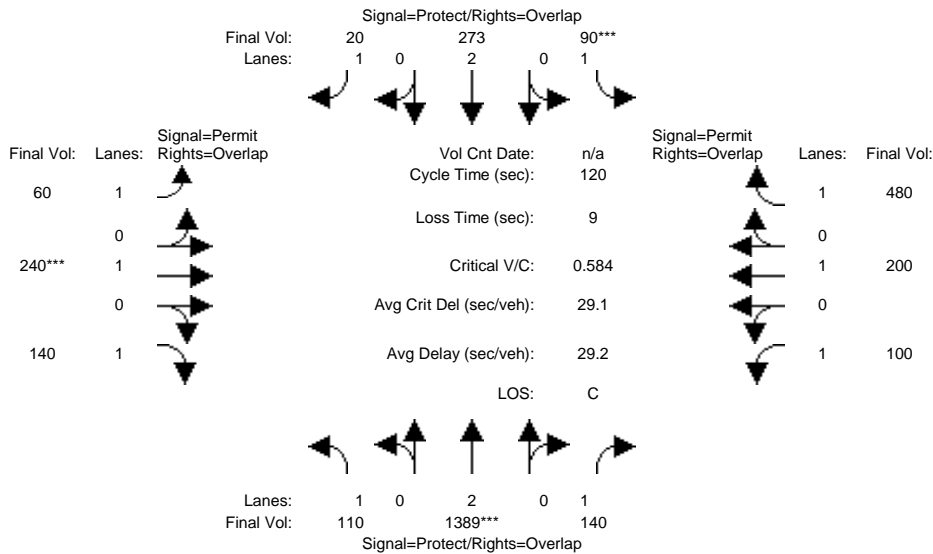 Signal=Protect/Rights=Overlap
Final Vol: 20 273 90***
Lanes: 1 0 2 0 1
Signal=Permit Signal=Permit
Final Vol: Lanes: Rights=Overlap Vol Cnt Date: n/a Rights=Overlap Lanes: Final Vol:
Cycle Time (sec): 120
60 1 1 480
Loss Time (sec): 9
0 0
240*** 1 Critical V/C: 0.584 1 200
0 Avg Crit Del (sec/veh): 29.1 0
140 1 Avg Delay (sec/veh): 29.2 1 100
LOS: C
Lanes: 1 0 2 0 1
Final Vol: 110 1389*** 140
Signal=Protect/Rights=Overlap